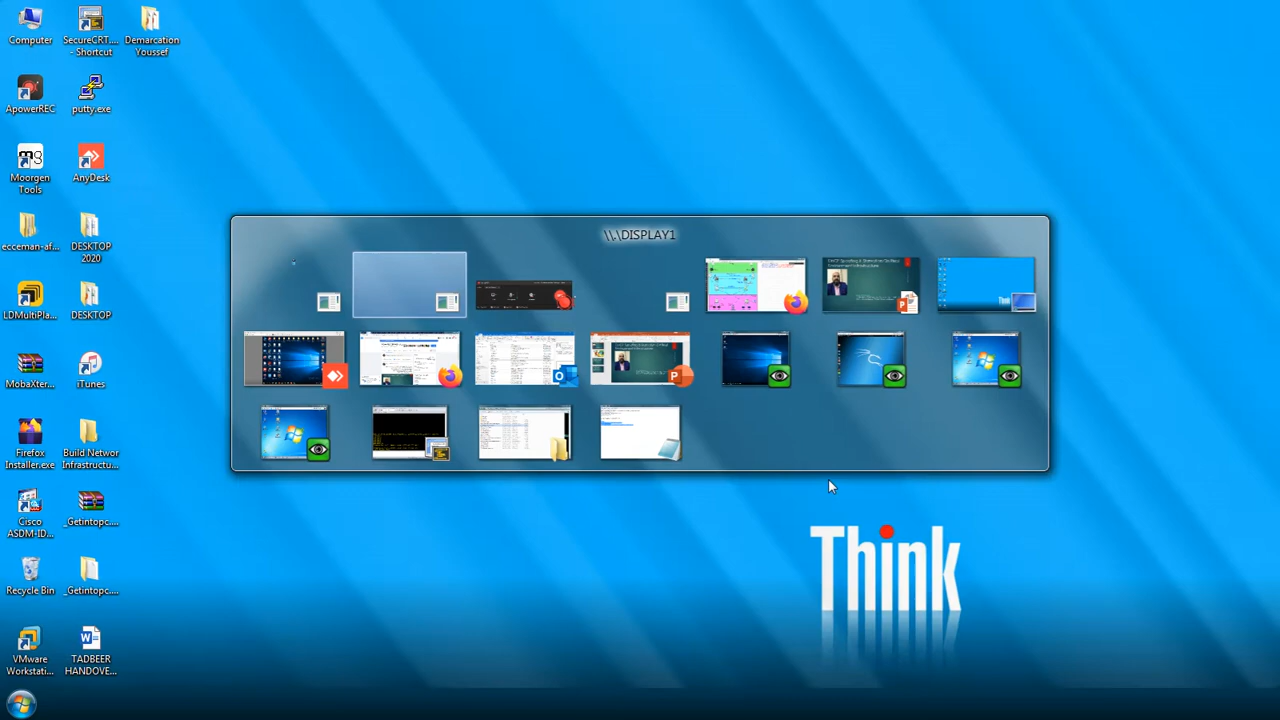 Computer
SecureCRT....
- Shortcut
Demarcation
Youssef
ApowerREC
putty.exe
Moorgen
Tools
AnyDesk
ecceman-af...
DESKTOP
2020
LDMultiPla...
DESKTOP
MobaXter...
iTunes
Firefox
Installer.exe
Build Networ
Infrastructu...
Cisco
ASDM-ID...
_Getintopc....
Recycle Bin
_Getintopc....
VMware
Workstati...
TADBEER
HANDOVE...
\\.\DISPLAY1
Think